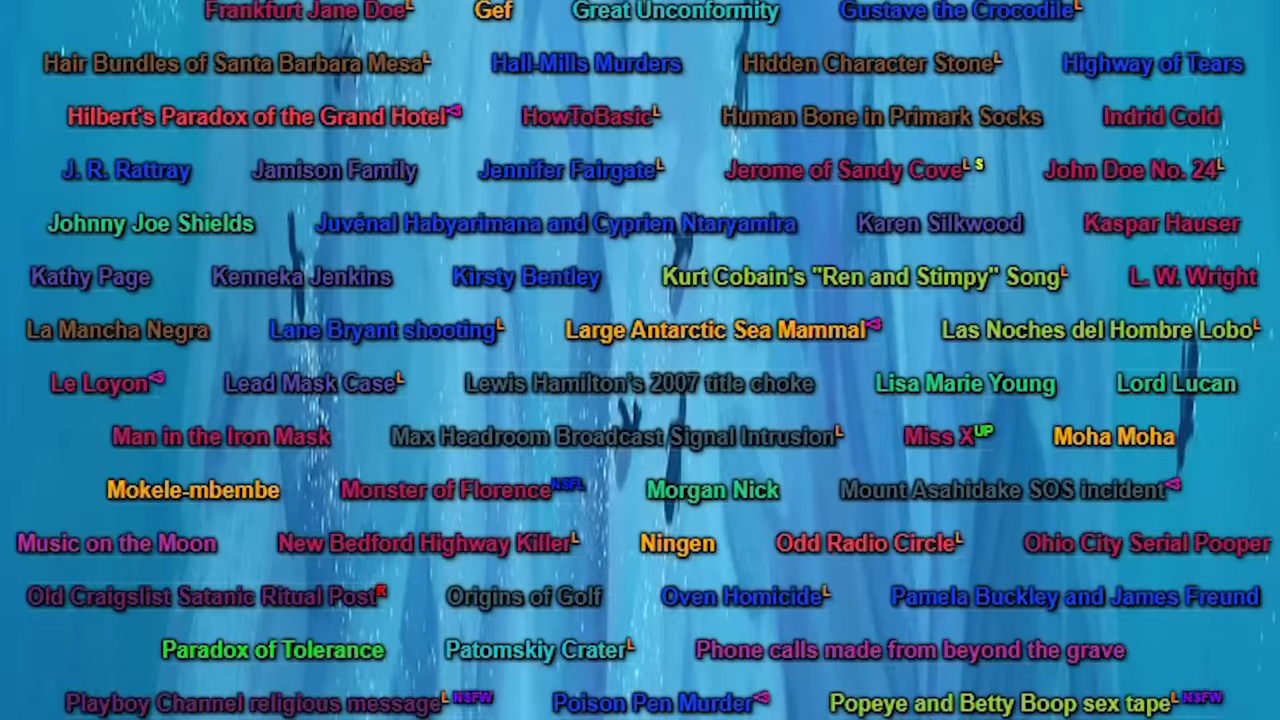 Frankfurt Jane Doe L Gef Great Unconformity Gustave the Crocodile L
Hair Bundles of Santa Barbara Mesa L Hall-Mills Murders Hidden Character Stone L Highway of Tears
Hilbert's Paradox of the Grand Hotel <3 HowToBasic L Human Bone in Primark Socks Indrid Cold
J. R. Rattray Jamison Family Jennifer Fairgate L Jerome of Sandy Cove L $ John Doe No. 24 L
Johnny Joe Shields Juvénal Habyarimana and Cyprien Ntaryamira Karen Silkwood Kaspar Hauser
Kathy Page Kenneka Jenkins Kirsty Bentley Kurt Cobain's "Ren and Stimpy" Song L L. W. Wright
La Mancha Negra Lane Bryant shooting L Large Antarctic Sea Mammal <3 Las Noches del Hombre Lobo L
Le Loyon <3 Lead Mask Case L Lewis Hamilton's 2007 title choke Lisa Marie Young Lord Lucan
Man in the Iron Mask Max Headroom Broadcast Signal Intrusion L Miss X UP Moha Moha
Mokele-mbembe Monster of Florence NSFL Morgan Nick Mount Asahidake SOS incident <3
Music on the Moon New Bedford Highway Killer L Ningen Odd Radio Circle L Ohio City Serial Pooper
Old Craigslist Satanic Ritual Post R Origins of Golf Oven Homicide L Pamela Buckley and James Freund
Paradox of Tolerance Patomskiy Crater L Phone calls made from beyond the grave
Playboy Channel religious message L NSFW Poison Pen Murder <3 Popeye and Betty Boop sex tape L NSFW